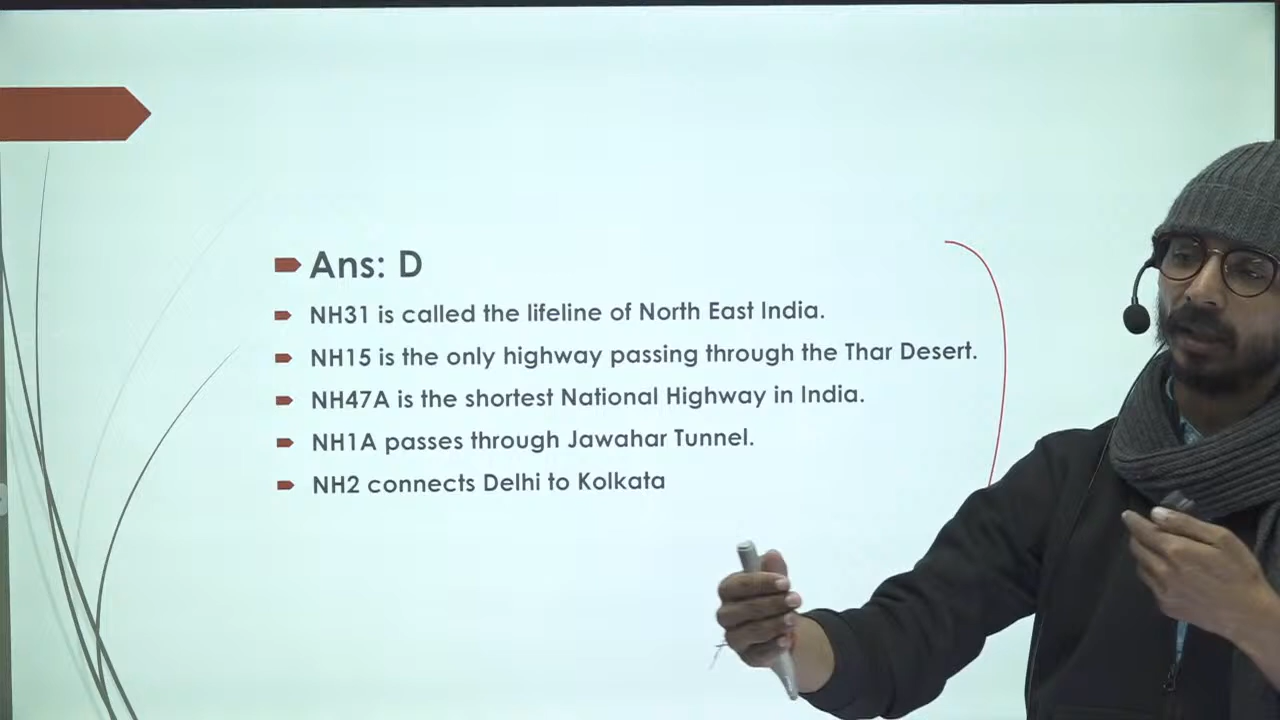 Ans: D
NH31 is called the lifeline of North East India.
NH15 is the only highway passing through the Thar Desert.
NH47A is the shortest National Highway in India.
NH1A passes through Jawahar Tunnel.
NH2 connects Delhi to Kolkata